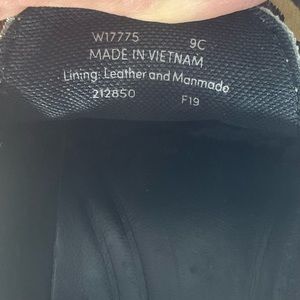 W17775 9C
MADE IN VIETNAM
Lining: Leather and Manmade
212850 F19